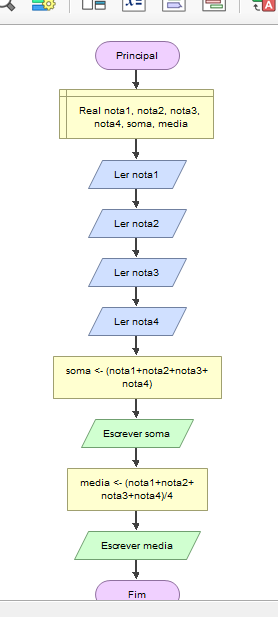 Principal
Real nota1, nota2, nota3,
nota4, soma, media
Ler nota1
Ler nota2
Ler nota3
Ler nota4
soma <- (nota1+nota2+nota3+
nota4)
Escrever soma
media <- (nota1+nota2+
nota3+nota4)/4
Escrever media
Fim